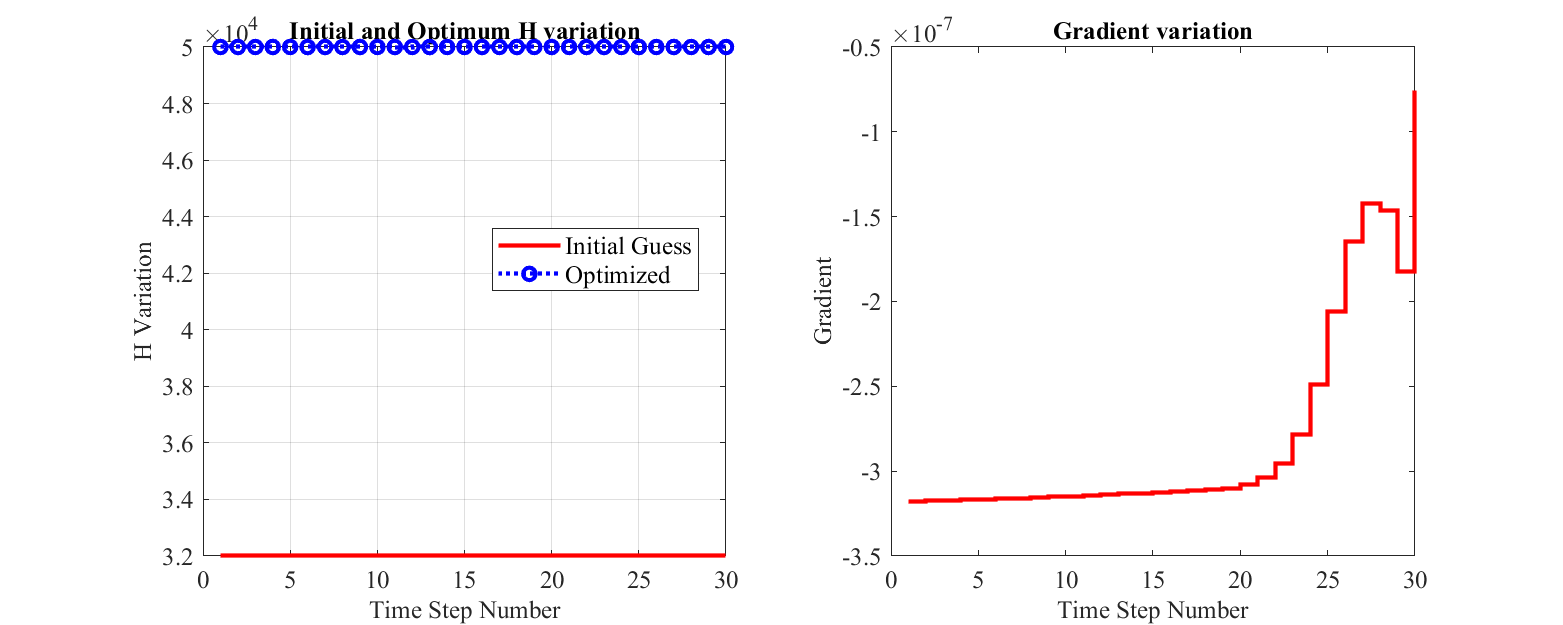 ×10⁴
Initial and Optimum H variation
5
4.8
4.6
4.4
4.2
4
3.8
3.6
3.4
3.2
H Variation
Initial Guess
Optimized
0 5 10 15 20 25 30
Time Step Number
×10⁻⁷
Gradient variation
-0.5
-1
-1.5
-2
-2.5
-3
-3.5
Gradient
0 5 10 15 20 25 30
Time Step Number